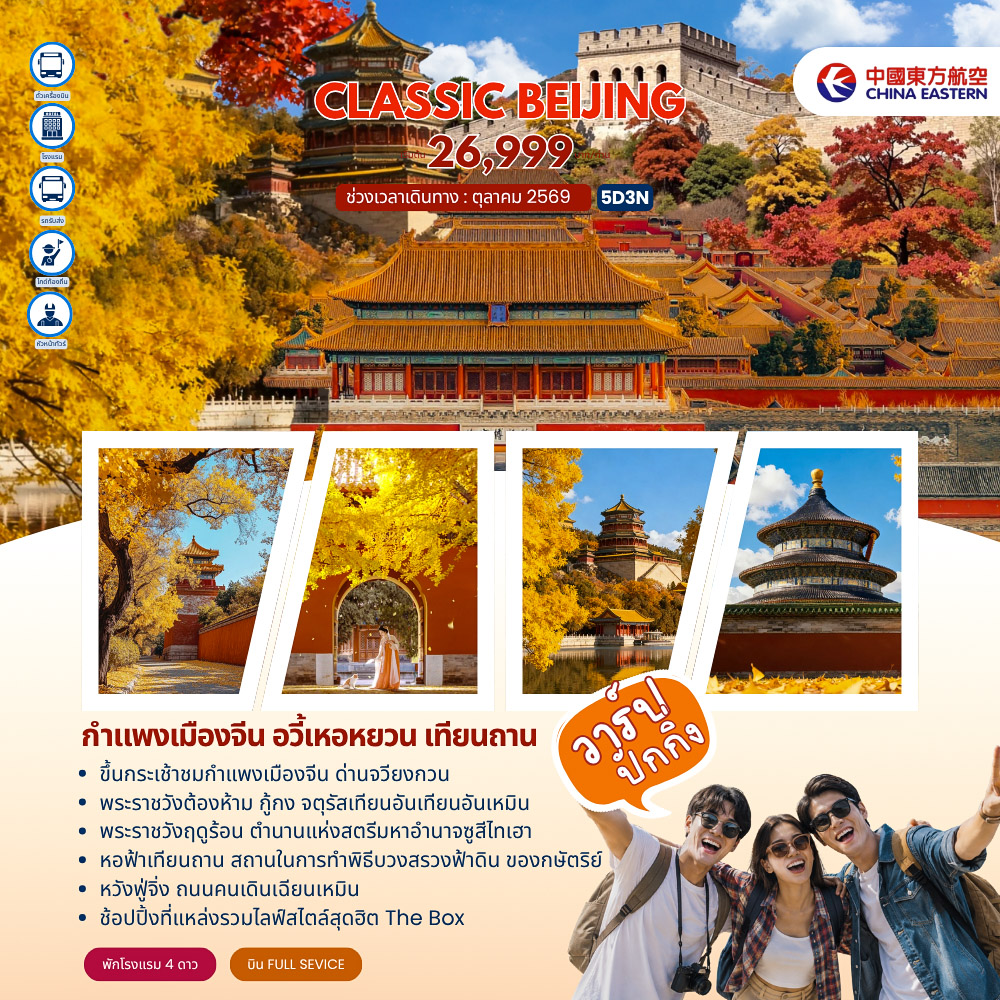 ตั๋วเครื่องบิน
HOTEL
โรงแรม
รถรับส่ง
ไกด์ท้องถิ่น
หัวหน้าทัวร์
中國東方航空
CHINA EASTERN
CLASSIC BEIJING
26,999
ช่วงเวลาเดินทาง : ตุลาคม 2569
5D3N
กำแพงเมืองจีน อวี้เหอหยวน เทียนถาน
วาร์ป
ปักกิ่ง
• ขึ้นกระเช้าชมกำแพงเมืองจีน ด่านจวียงกวน
• พระราชวังต้องห้าม กู้กง จตุรัสเทียนอันเทียนอันเหมิน
• พระราชวังฤดูร้อน ตำนานแห่งสตรีมหาอำนาจซูสีไทเฮา
• หอฟ้าเทียนถาน สถานในการทำพิธีบวงสรวงฟ้าดิน ของกษัตริย์
• หวังฟู่จิ่ง ถนนคนเดินเฉียนเหมิน
• ช้อปปิ้งที่แหล่งรวมไลฟ์สไตล์สุดฮิต The Box
พักโรงแรม 4 ดาว
บิน FULL SEVICE